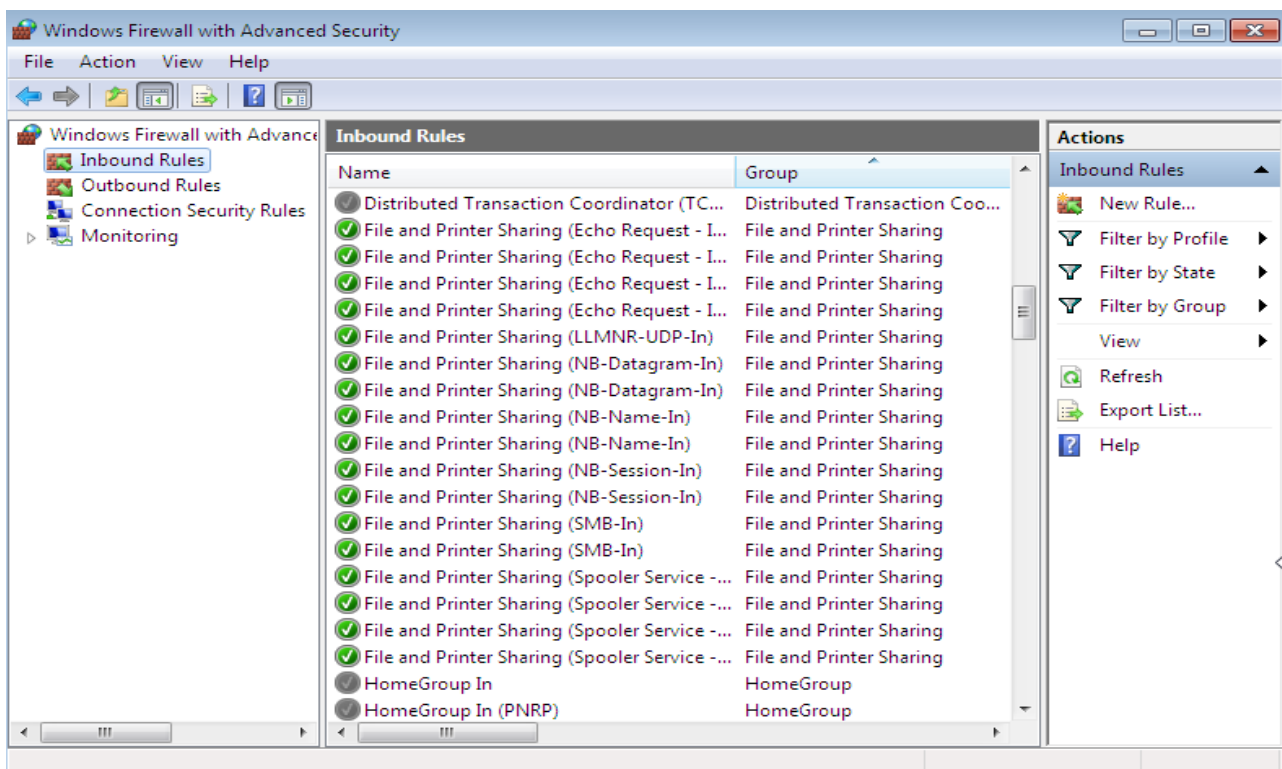 Windows Firewall with Advanced Security
File Action View Help
Windows Firewall with Advance
Inbound Rules
Outbound Rules
Connection Security Rules
Monitoring
Inbound Rules
Name Group
Distributed Transaction Coordinator (TC... Distributed Transaction Coo...
File and Printer Sharing (Echo Request - I... File and Printer Sharing
File and Printer Sharing (Echo Request - I... File and Printer Sharing
File and Printer Sharing (Echo Request - I... File and Printer Sharing
File and Printer Sharing (Echo Request - I... File and Printer Sharing
File and Printer Sharing (LLMNR-UDP-In) File and Printer Sharing
File and Printer Sharing (NB-Datagram-In) File and Printer Sharing
File and Printer Sharing (NB-Datagram-In) File and Printer Sharing
File and Printer Sharing (NB-Name-In) File and Printer Sharing
File and Printer Sharing (NB-Name-In) File and Printer Sharing
File and Printer Sharing (NB-Session-In) File and Printer Sharing
File and Printer Sharing (NB-Session-In) File and Printer Sharing
File and Printer Sharing (SMB-In) File and Printer Sharing
File and Printer Sharing (SMB-In) File and Printer Sharing
File and Printer Sharing (Spooler Service -... File and Printer Sharing
File and Printer Sharing (Spooler Service -... File and Printer Sharing
File and Printer Sharing (Spooler Service -... File and Printer Sharing
File and Printer Sharing (Spooler Service -... File and Printer Sharing
HomeGroup In HomeGroup
HomeGroup In (PNRP) HomeGroup
Actions
Inbound Rules
New Rule...
Filter by Profile
Filter by State
Filter by Group
View
Refresh
Export List...
Help